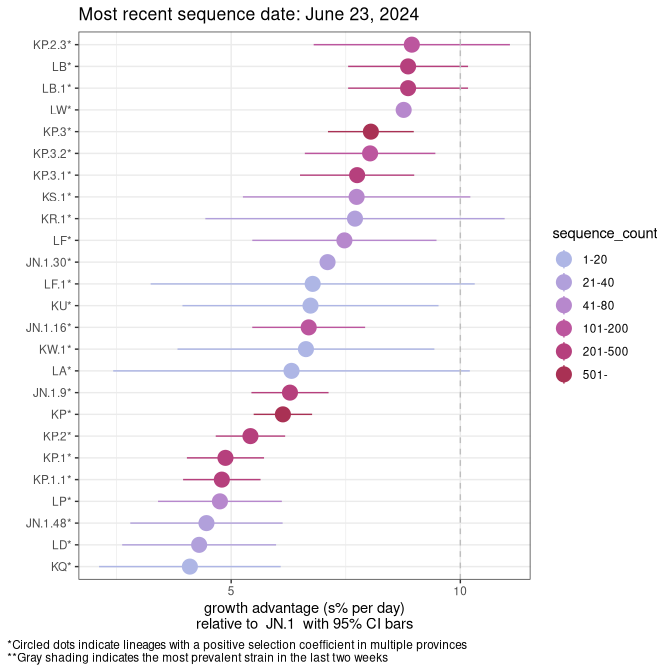 Most recent sequence date: June 23, 2024
KP.2.3*
LB*
LB.1*
LW*
KP.3*
KP.3.2*
KP.3.1*
KS.1*
KR.1*
LF*
JN.1.30*
LF.1*
KU*
JN.1.16*
KW.1*
LA*
JN.1.9*
KP*
KP.2*
KP.1*
KP.1.1*
LP*
JN.1.48*
LD*
KQ*
5
10
growth advantage (s% per day)
relative to JN.1 with 95% CI bars
sequence_count
1-20
21-40
41-80
101-200
201-500
501-
*Circled dots indicate lineages with a positive selection coefficient in multiple provinces
**Gray shading indicates the most prevalent strain in the last two weeks